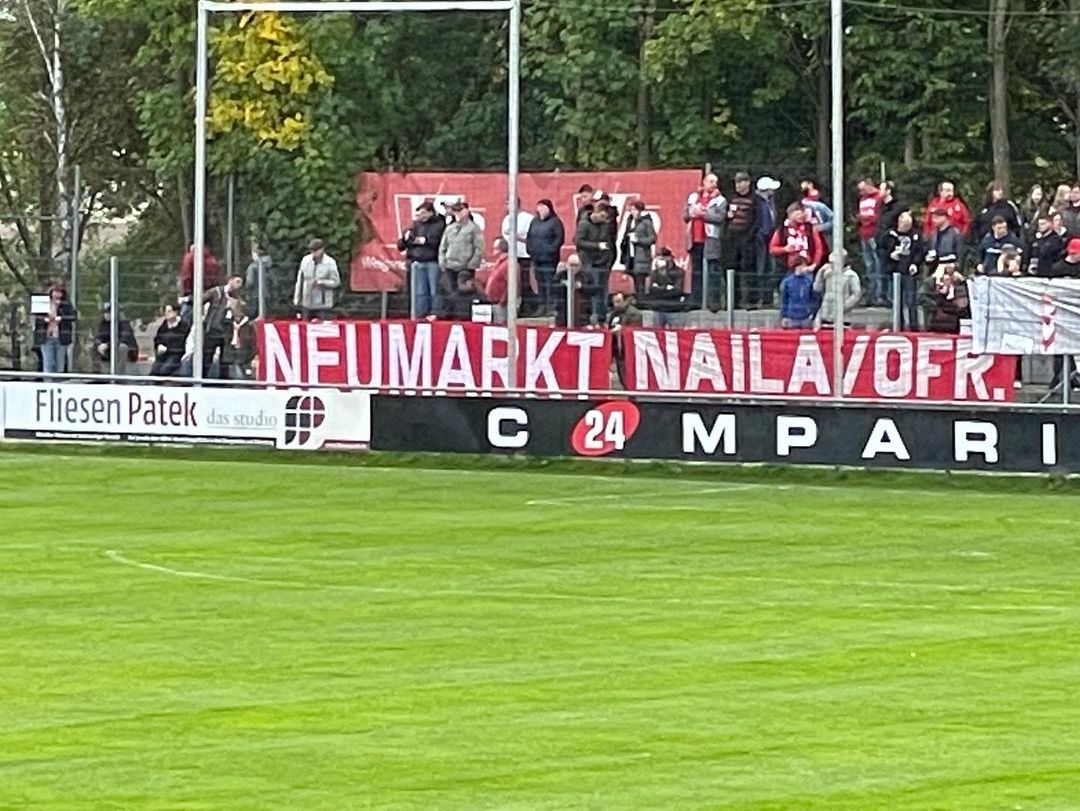 NEUMARKT
NAILA/OFR.
Fliesen Patek das studio
C 24 MPARI